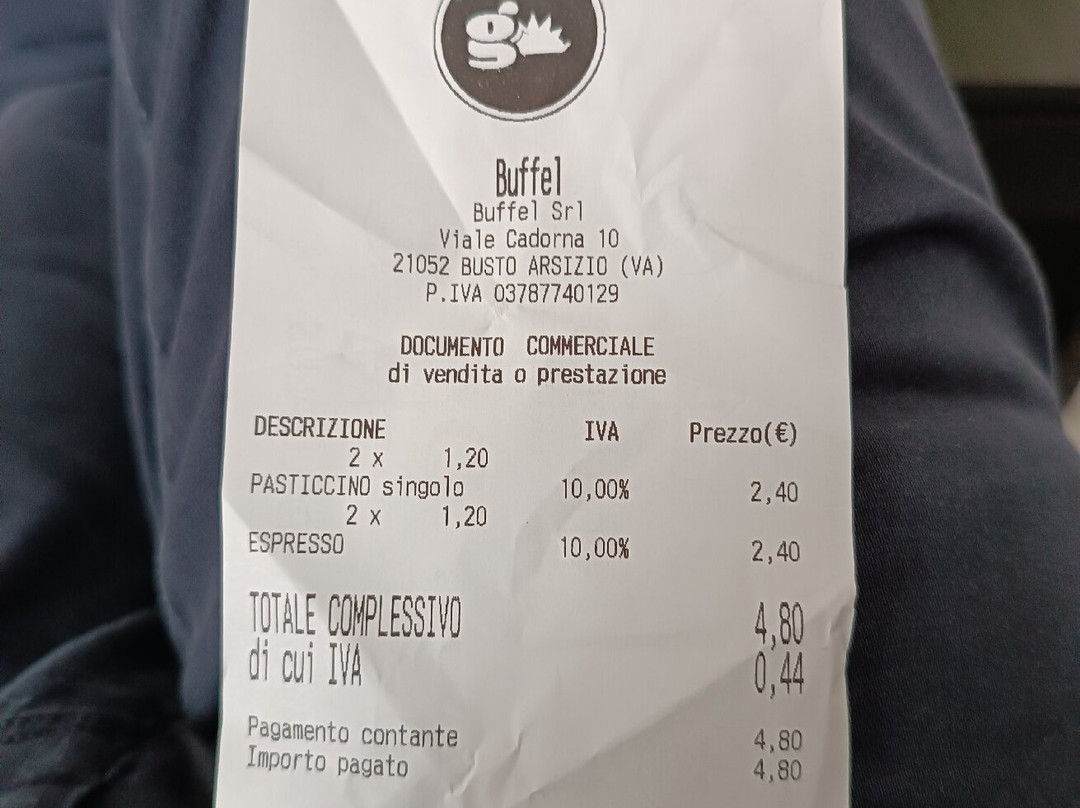 g
Buffel
Buffel Srl
Viale Cadorna 10
21052 BUSTO ARSIZIO (VA)
P.IVA 03787740129
DOCUMENTO COMMERCIALE
di vendita o prestazione
DESCRIZIONE IVA Prezzo(€)
2 x 1,20
PASTICCINO singolo 10,00% 2,40
2 x 1,20
ESPRESSO 10,00% 2,40
TOTALE COMPLESSIVO 4,80
di cui IVA 0,44
Pagamento contante 4,80
Importo pagato 4,80